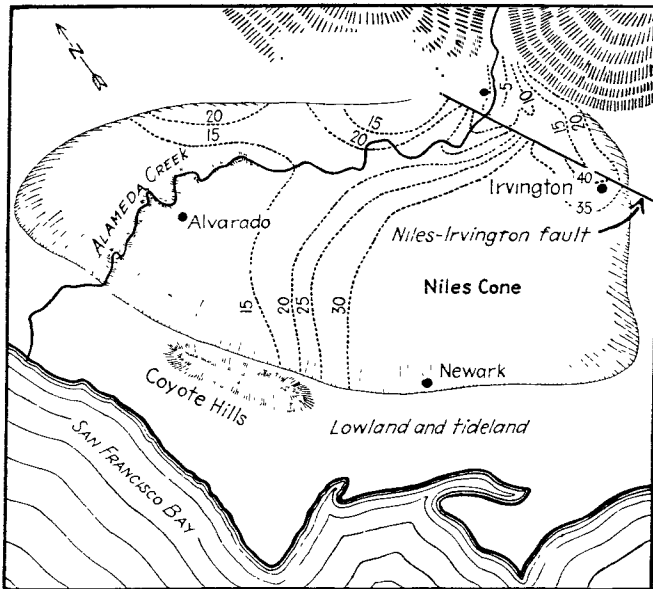 N
5
10
15
20
20
15
15
20
ALAMEDA CREEK
40
Irvington
35
Alvarado
Niles-Irvington fault
15
20
25
30
Niles Cone
Newark
Coyote Hills
Lowland and tideland
SAN FRANCISCO BAY